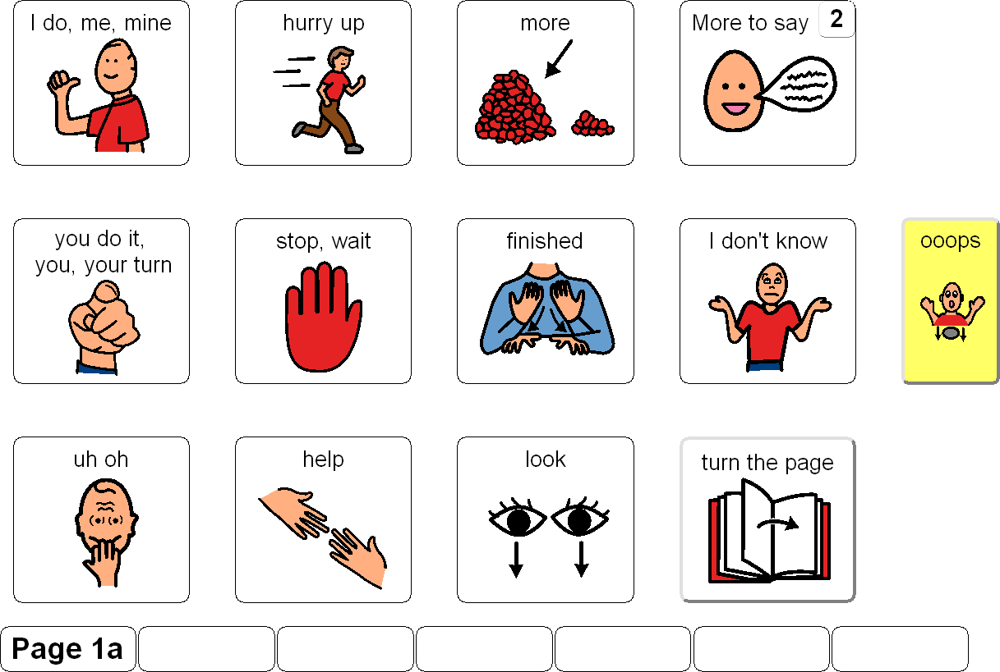 I do, me, mine
hurry up
more
More to say
2
you do it,
you, your turn
stop, wait
finished
I don't know
ooops
uh oh
help
look
turn the page
Page 1a